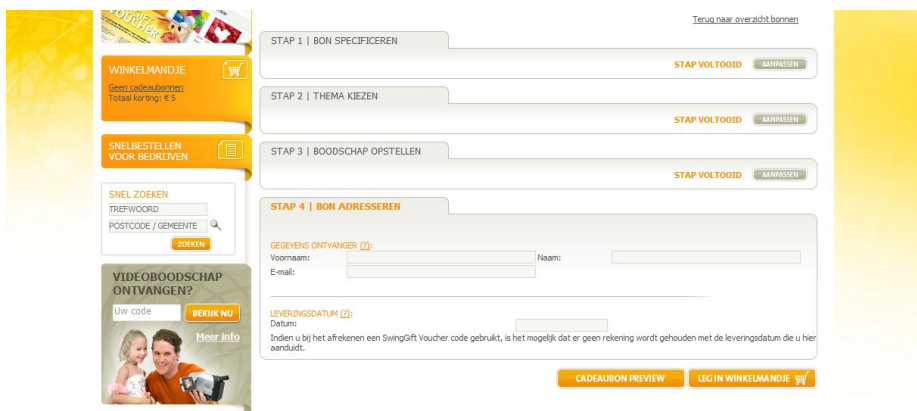 VOUCHER
Terug naar overzicht bonnen
WINKELMANDJE
Geen cadeaubonnen
Totaal korting: € 5
SNELBESTELLEN
VOOR BEDRIJVEN
SNEL ZOEKEN
TREFWOORD
POSTCODE / GEMEENTE
ZOEKEN
VIDEOBOODSCHAP
ONTVANGEN?
Uw code
BEKIJK NU
Meer info
STAP 1 | BON SPECIFICEREN
STAP VOLTOOID AANPASSEN
STAP 2 | THEMA KIEZEN
STAP VOLTOOID AANPASSEN
STAP 3 | BOODSCHAP OPSTELLEN
STAP VOLTOOID AANPASSEN
STAP 4 | BON ADRESSEREN
GEGEVENS ONTVANGER (?):
Voornaam: Naam:
E-mail:
LEVERINGSDATUM (?):
Datum:
Indien u bij het afrekenen een SwingGift Voucher code gebruikt, is het mogelijk dat er geen rekening wordt gehouden met de leveringsdatum die u hier
aanduidt.
CADEAUBON PREVIEW LEG IN WINKELMANDJE